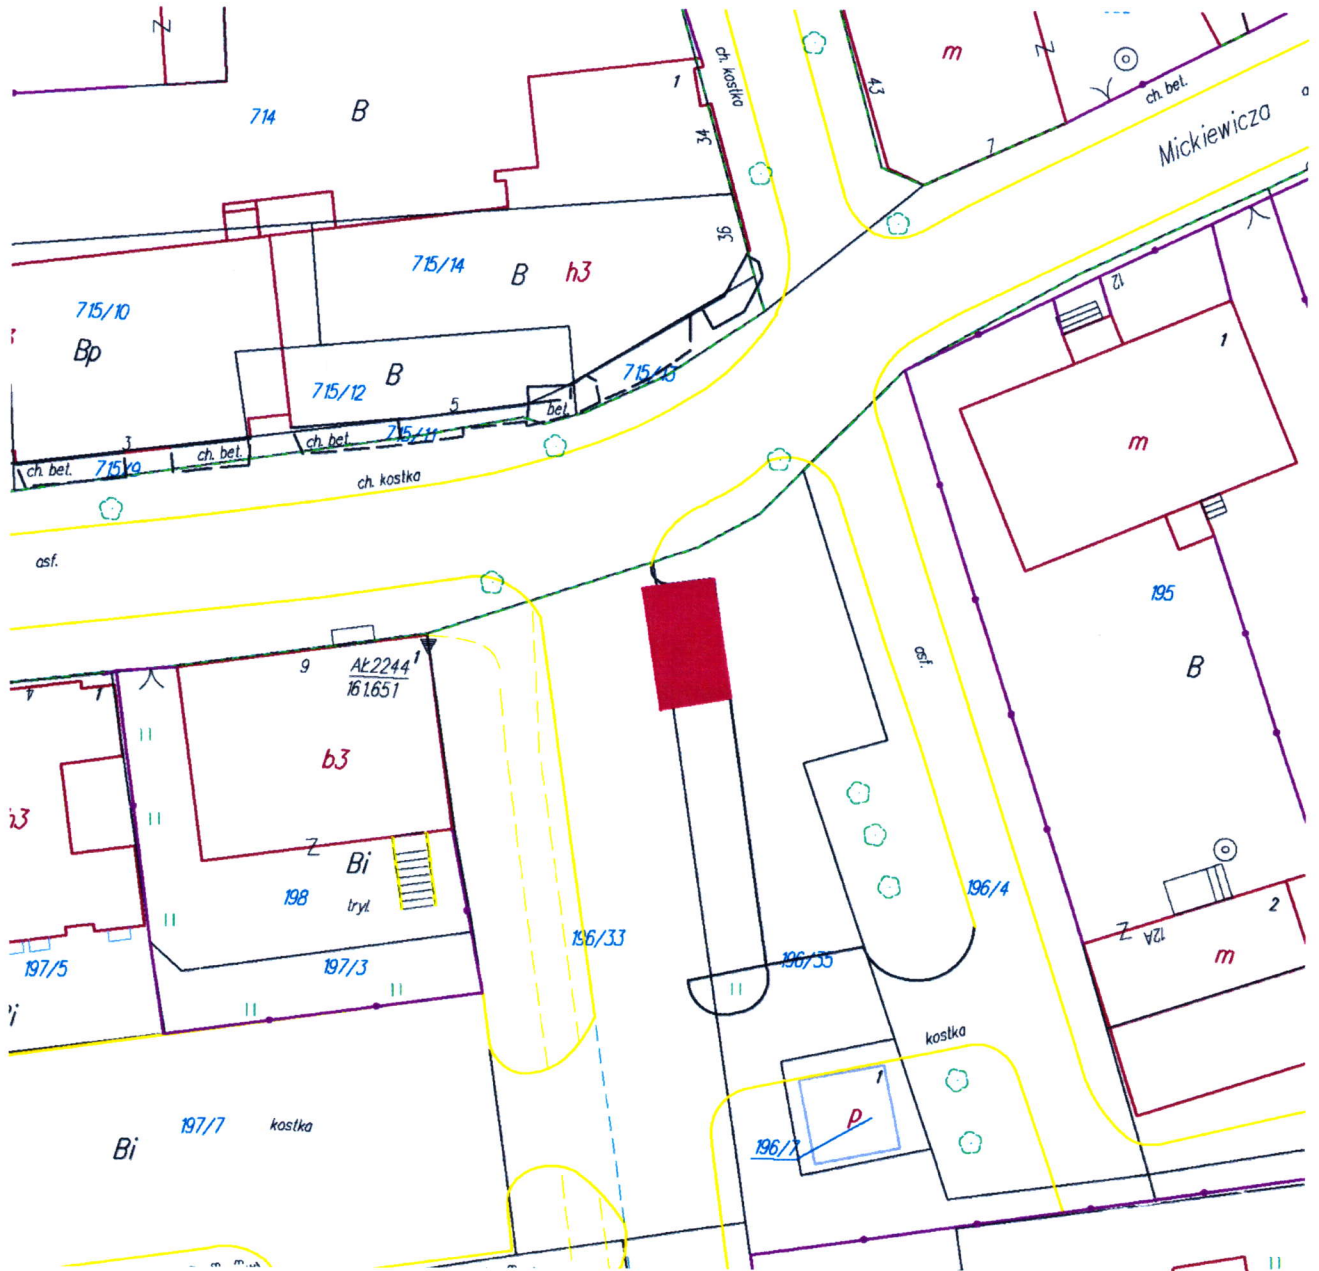 Z
714
B
1
ch. kostka
34
43
m
Z
7
ch. bet.
Mickiewicza
36
715/14
B
h3
12
1
715/10
Bp
B
715/12
5
bet.
3
ch. bet.
715/11
ch. bet.
ch. bet.
715/9
ch. kostka
m
asf.
195
B
asf.
9
AŁ2244
161.651
1
b3
Z
Bi
198
tryl.
196/4
2
Z
12A
m
196/33
196/35
197/5
197/3
kostka
1
p
196/7
197/7
kostka
Bi